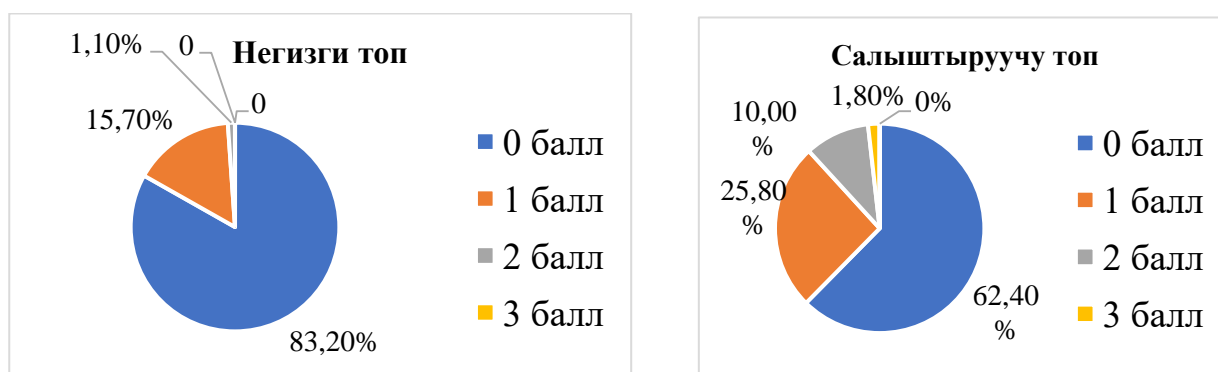 Негизги топ
1,10%
0
0
15,70%
83,20%
0 балл
1 балл
2 балл
3 балл
Салыштыруучу топ
1,80%
0%
10,00
%
25,80
%
62,40
%
0 балл
1 балл
2 балл
3 балл